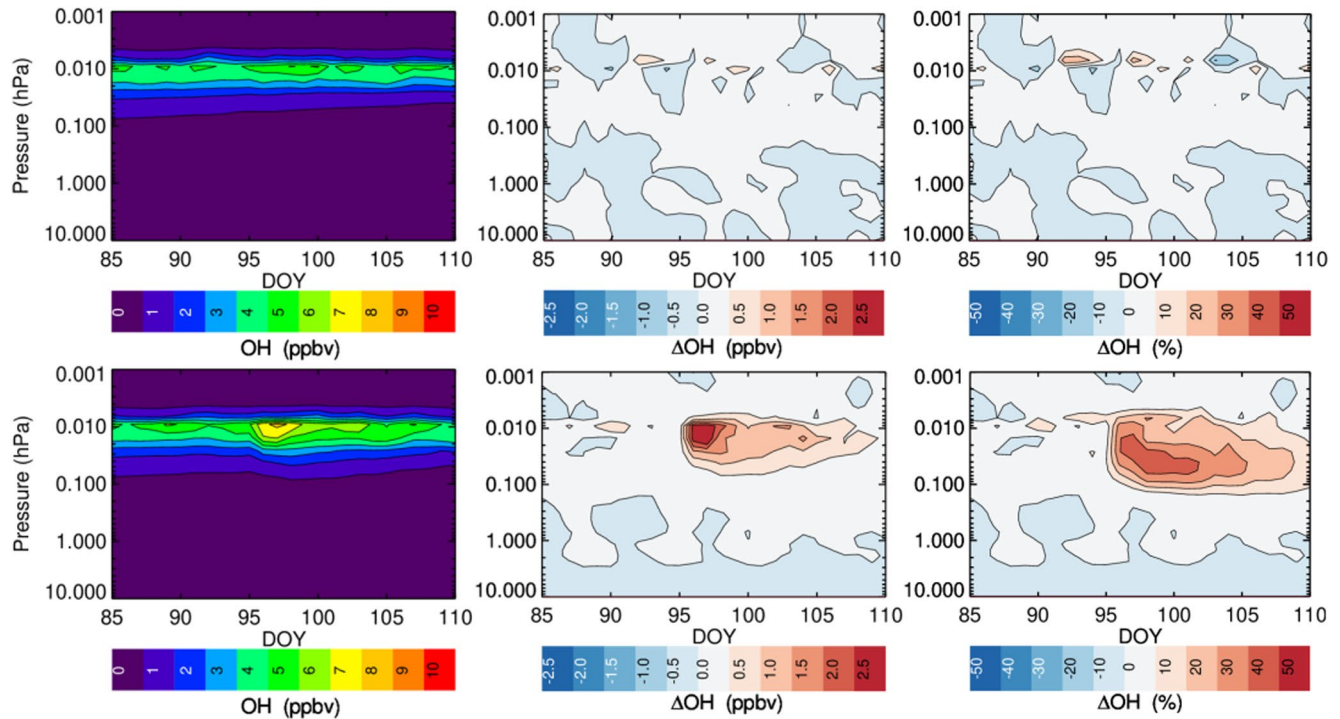 0.001 0.001 0.001
0.010 0.010 0.010
0.100 0.100 0.100
1.000 1.000 1.000
10.000 10.000 10.000
Pressure (hPa)
85 90 95 100 105 110 85 90 95 100 105 110 85 90 95 100 105 110
DOY DOY DOY
0 1 2 3 4 5 6 7 8 9 10 -2.5 -2.0 -1.5 -1.0 -0.5 0.0 0.5 1.0 1.5 2.0 2.5 -50 -40 -30 -20 -10 0 10 20 30 40 50
OH (ppbv) ΔOH (ppbv) ΔOH (%)
0.001 0.001 0.001
0.010 0.010 0.010
0.100 0.100 0.100
1.000 1.000 1.000
10.000 10.000 10.000
Pressure (hPa)
85 90 95 100 105 110 85 90 95 100 105 110 85 90 95 100 105 110
DOY DOY DOY
0 1 2 3 4 5 6 7 8 9 10 -2.5 -2.0 -1.5 -1.0 -0.5 0.0 0.5 1.0 1.5 2.0 2.5 -50 -40 -30 -20 -10 0 10 20 30 40 50
OH (ppbv) ΔOH (ppbv) ΔOH (%)